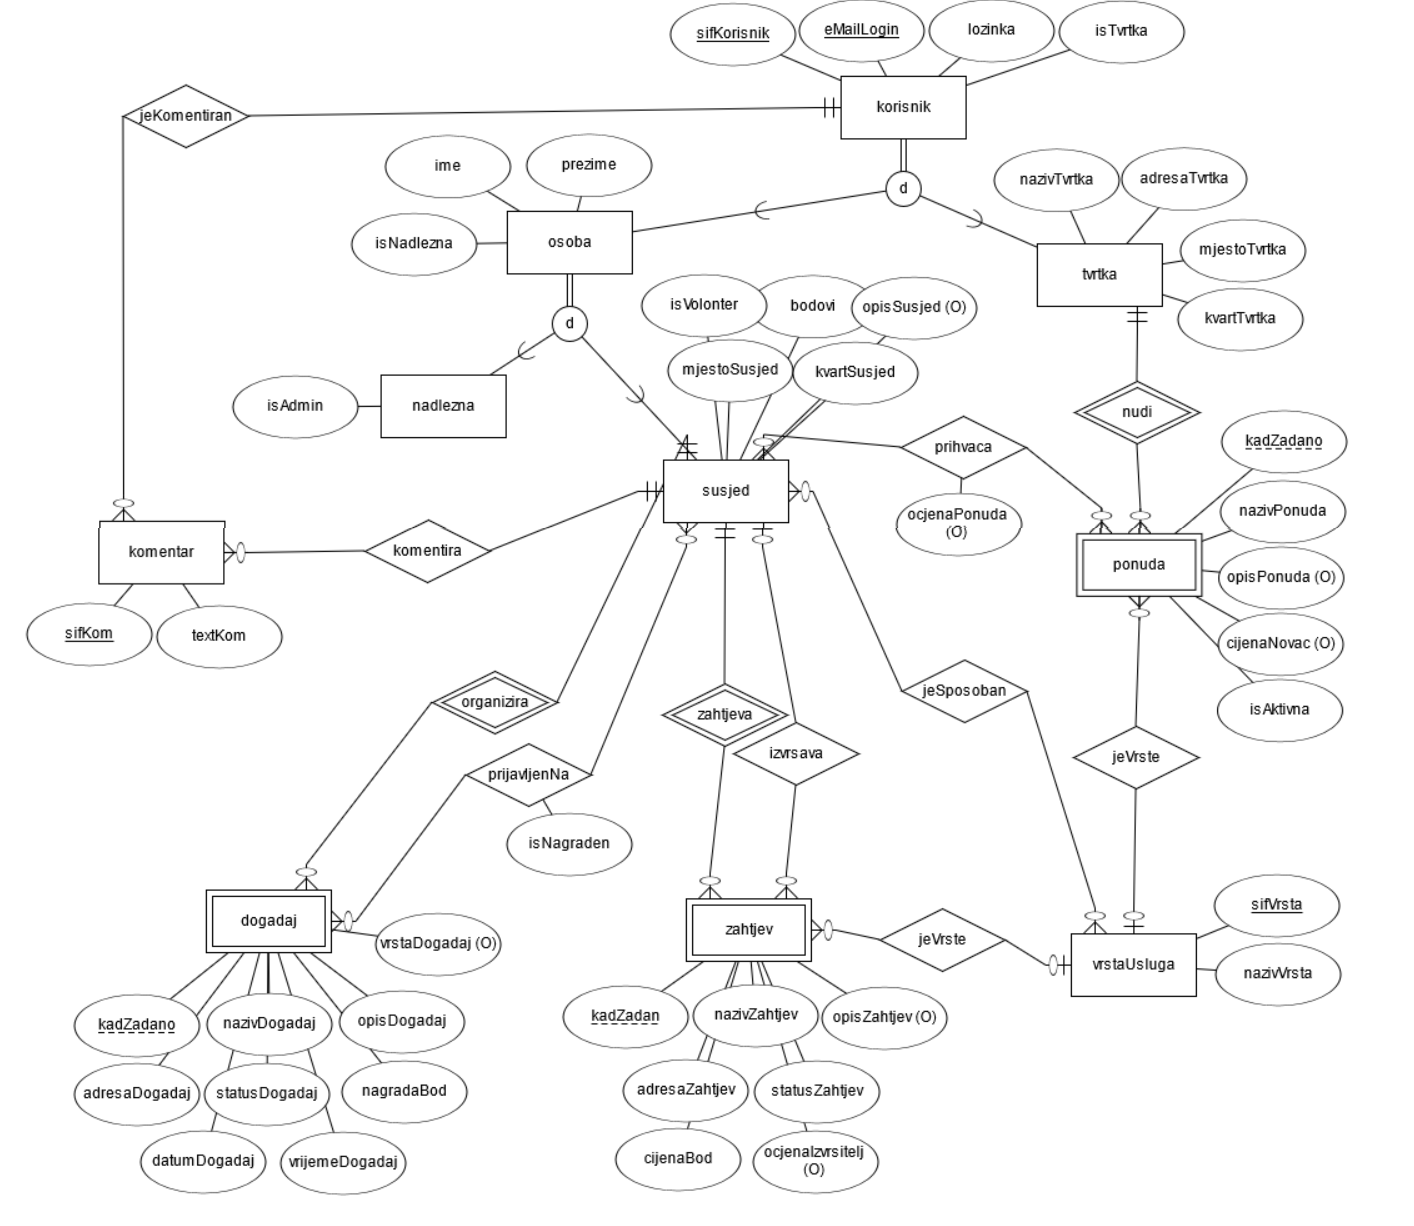 sifKorisnik
eMailLogin
lozinka
isTvrtka
jeKomentiran
korisnik
ime
prezime
d
nazivTvrtka
adresaTvrtka
isNadlezna
osoba
mjestoTvrtka
tvrtka
kvartTvrtka
isVolonter
bodovi
opisSusjed (O)
d
mjestoSusjed
kvartSusjed
isAdmin
nadlezna
nudi
kadZadano
prihvaca
susjed
nazivPonuda
ocjenaPonuda
(O)
komentar
komentira
ponuda
opisPonuda (O)
sifKom
textKom
cijenaNovac (O)
isAktivna
organizira
zahtjeva
jeSposoban
prijavljenNa
izvrsava
jeVrste
isNagraden
dogadaj
vrstaDogadaj (O)
zahtjev
jeVrste
vrstaUsluga
sifVrsta
nazivVrsta
kadZadano
nazivDogadaj
opisDogadaj
kadZadan
nazivZahtjev
opisZahtjev (O)
adresaDogadaj
statusDogadaj
nagradaBod
adresaZahtjev
statusZahtjev
datumDogadaj
vrijemeDogadaj
cijenaBod
ocjenaIzvrsitelj
(O)